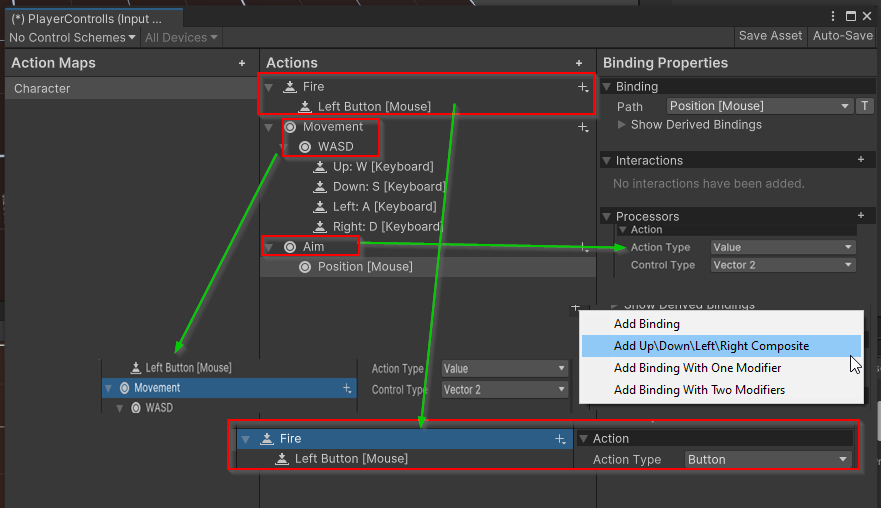 (*) PlayerControlls (Input ...
No Control Schemes
All Devices
Save Asset
Auto-Save
Action Maps
+
Actions
+
Binding Properties
Character
Fire
Left Button [Mouse]
Movement
WASD
Up: W [Keyboard]
Down: S [Keyboard]
Left: A [Keyboard]
Right: D [Keyboard]
Aim
Position [Mouse]
Binding
Path Position [Mouse] T
Show Derived Bindings
Interactions +
No interactions have been added.
Processors +
Action
Action Type Value
Control Type Vector 2
Show Derived Bindings
Add Binding
Add Up\Down\Left\Right Composite
Add Binding With One Modifier
Add Binding With Two Modifiers
Left Button [Mouse]
Movement
WASD
Action Type Value
Control Type Vector 2
Fire
Left Button [Mouse]
Action
Action Type Button